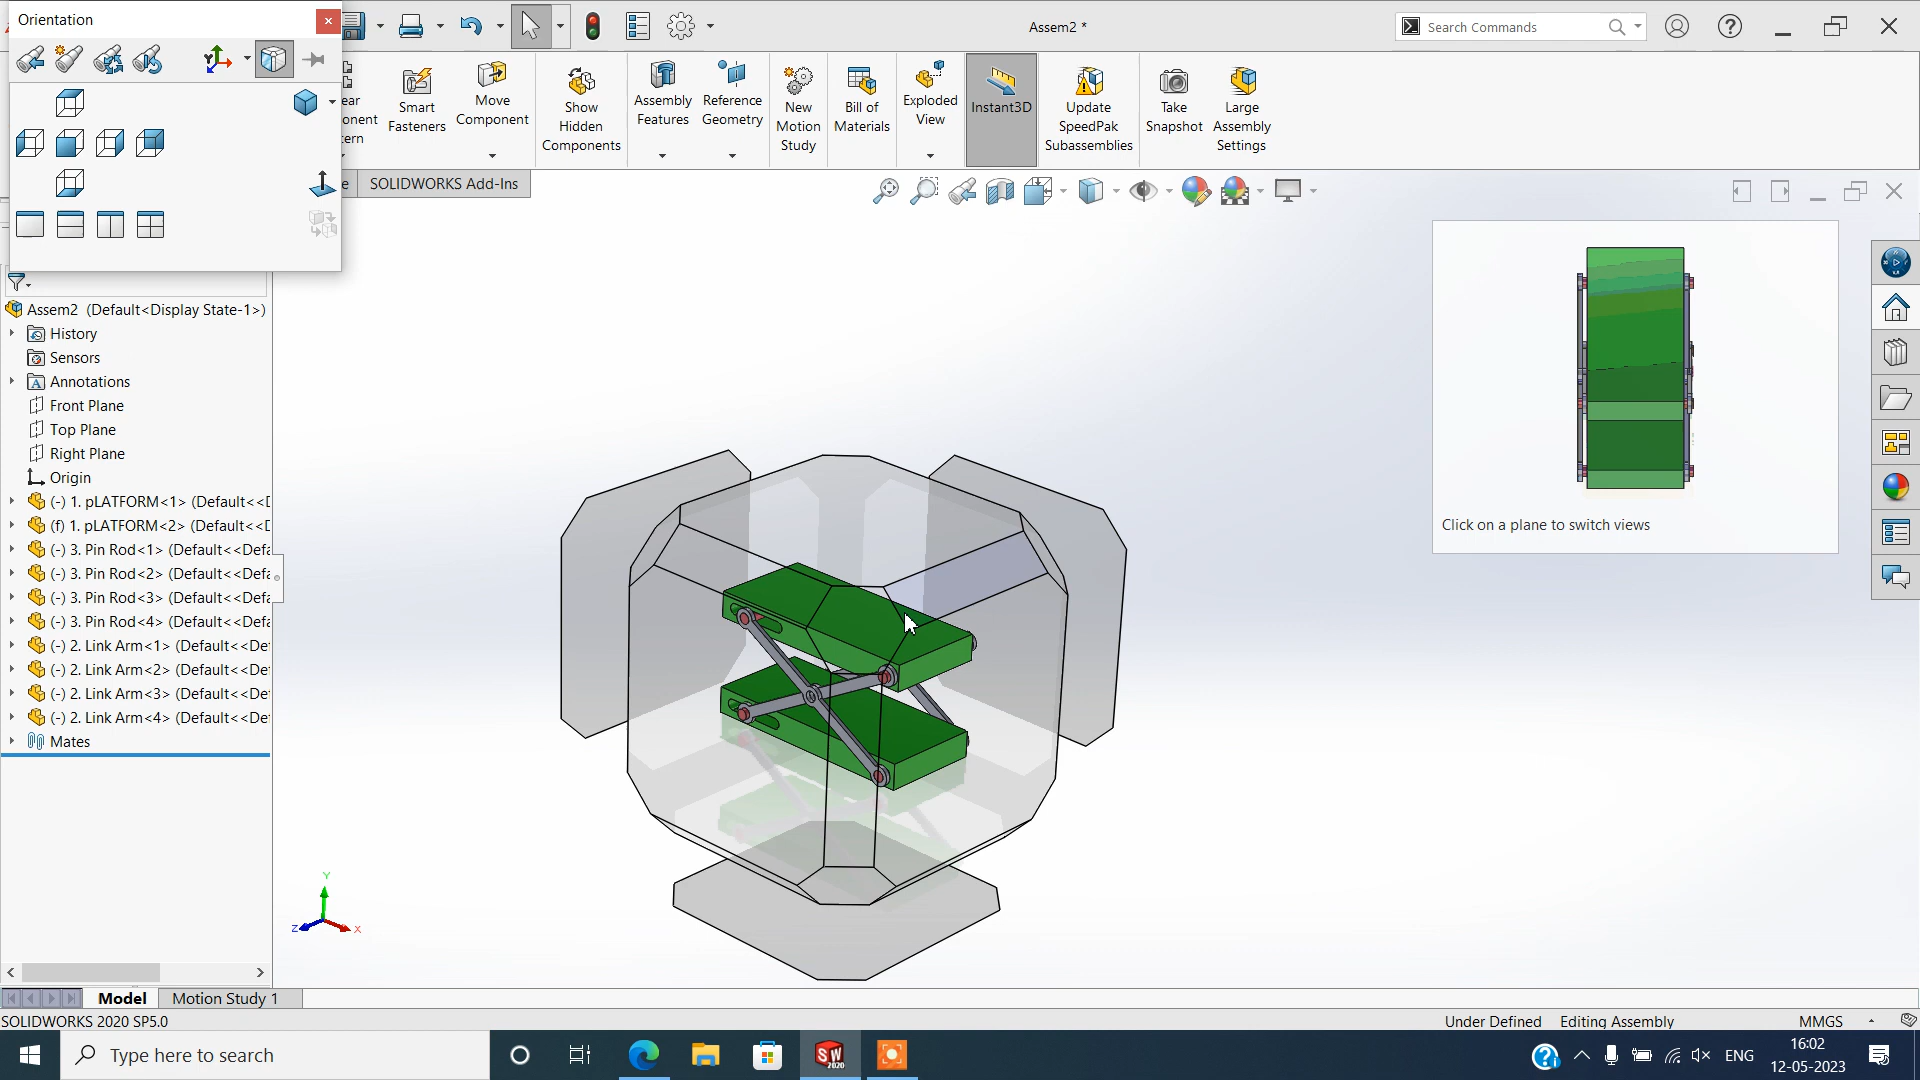 Orientation
Assem2 *
Search Commands
Smart Fasteners
Move Component
Show Hidden Components
Assembly Features
Reference Geometry
New Motion Study
Bill of Materials
Exploded View
Instant3D
Update SpeedPak Subassemblies
Take Snapshot
Large Assembly Settings
SOLIDWORKS Add-Ins
Assem2 (Default<Display State-1>)
History
Sensors
A Annotations
Front Plane
Top Plane
Right Plane
Origin
(-) 1. pLATFORM<1> (Default<<D
(f) 1. pLATFORM<2> (Default<<D
(-) 3. Pin Rod<1> (Default<<Defa
(-) 3. Pin Rod<2> (Default<<Defa
(-) 3. Pin Rod<3> (Default<<Defa
(-) 3. Pin Rod<4> (Default<<Defa
(-) 2. Link Arm<1> (Default<<De
(-) 2. Link Arm<2> (Default<<De
(-) 2. Link Arm<3> (Default<<De
(-) 2. Link Arm<4> (Default<<De
Mates
Click on a plane to switch views
Y
Z
X
Model
Motion Study 1
SOLIDWORKS 2020 SP5.0
Under Defined
Editing Assembly
MMGS
Type here to search
SW 2020
ENG
16:02
12-05-2023